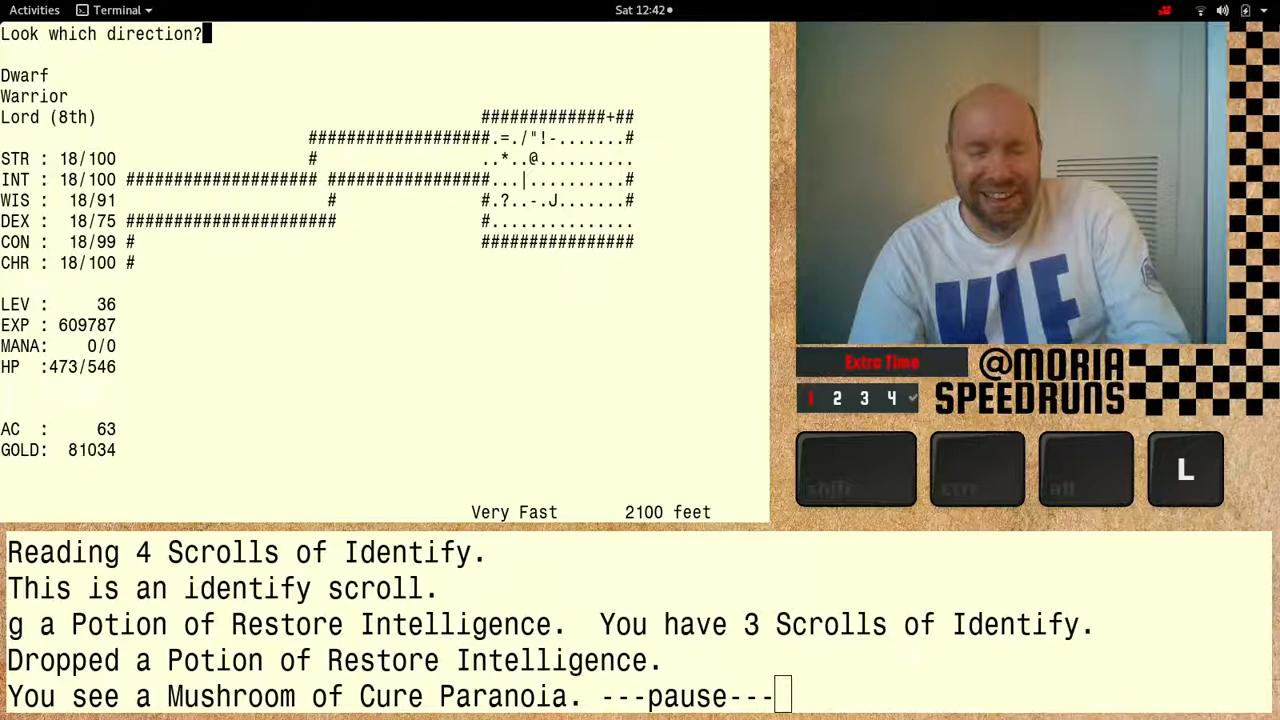 Activities Terminal Sat 12:42
Look which direction?
Dwarf
Warrior
Lord (8th)
#############+##
###################.=./"!-.......#
# ..*..@..........
STR : 18/100
INT : 18/100 #################### #################...|..........#
WIS : 18/91 # #.?..-.J.......#
DEX : 18/75 ###################### #...............
CON : 18/99 # ################
CHR : 18/100 #
LEV : 36
EXP : 609787
MANA: 0/0
HP :473/546
AC : 63
GOLD: 81034
Very Fast 2100 feet
KIF
Extra Time
1 2 3 4 ✓
@MORIA
SPEEDRUNS
shift ctrl alt L
Reading 4 Scrolls of Identify.
This is an identify scroll.
g a Potion of Restore Intelligence. You have 3 Scrolls of Identify.
Dropped a Potion of Restore Intelligence.
You see a Mushroom of Cure Paranoia. ---pause---